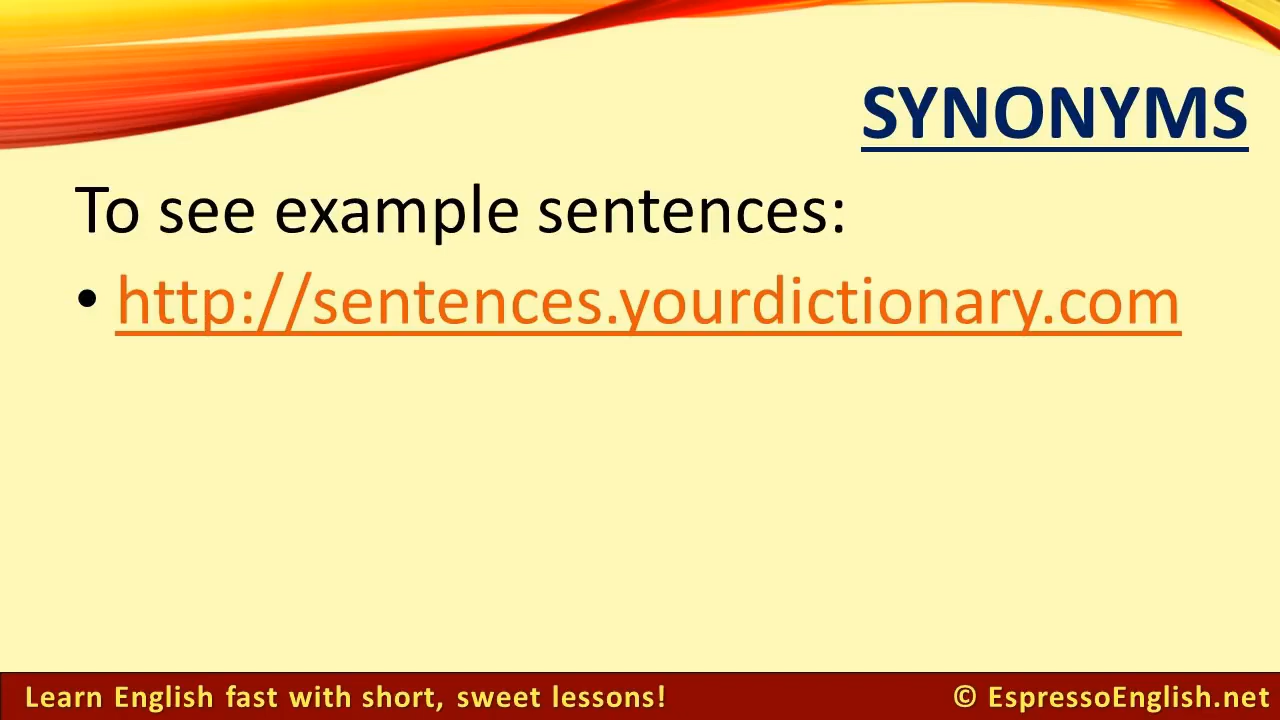 SYNONYMS
To see example sentences:
• http://sentences.yourdictionary.com
Learn English fast with short, sweet lessons!
© EspressoEnglish.net